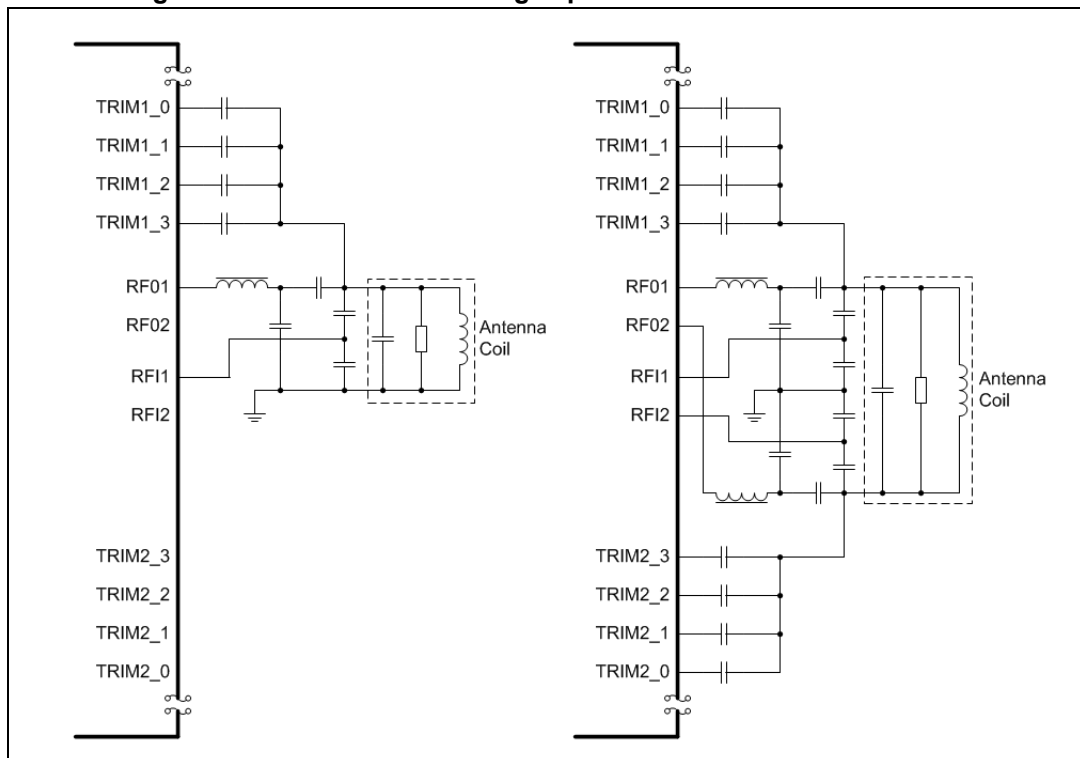 TRIM1_0
TRIM1_1
TRIM1_2
TRIM1_3
RF01
RF02
RFI1
RFI2
TRIM2_3
TRIM2_2
TRIM2_1
TRIM2_0
Antenna
Coil
TRIM1_0
TRIM1_1
TRIM1_2
TRIM1_3
RF01
RF02
RFI1
RFI2
TRIM2_3
TRIM2_2
TRIM2_1
TRIM2_0
Antenna
Coil